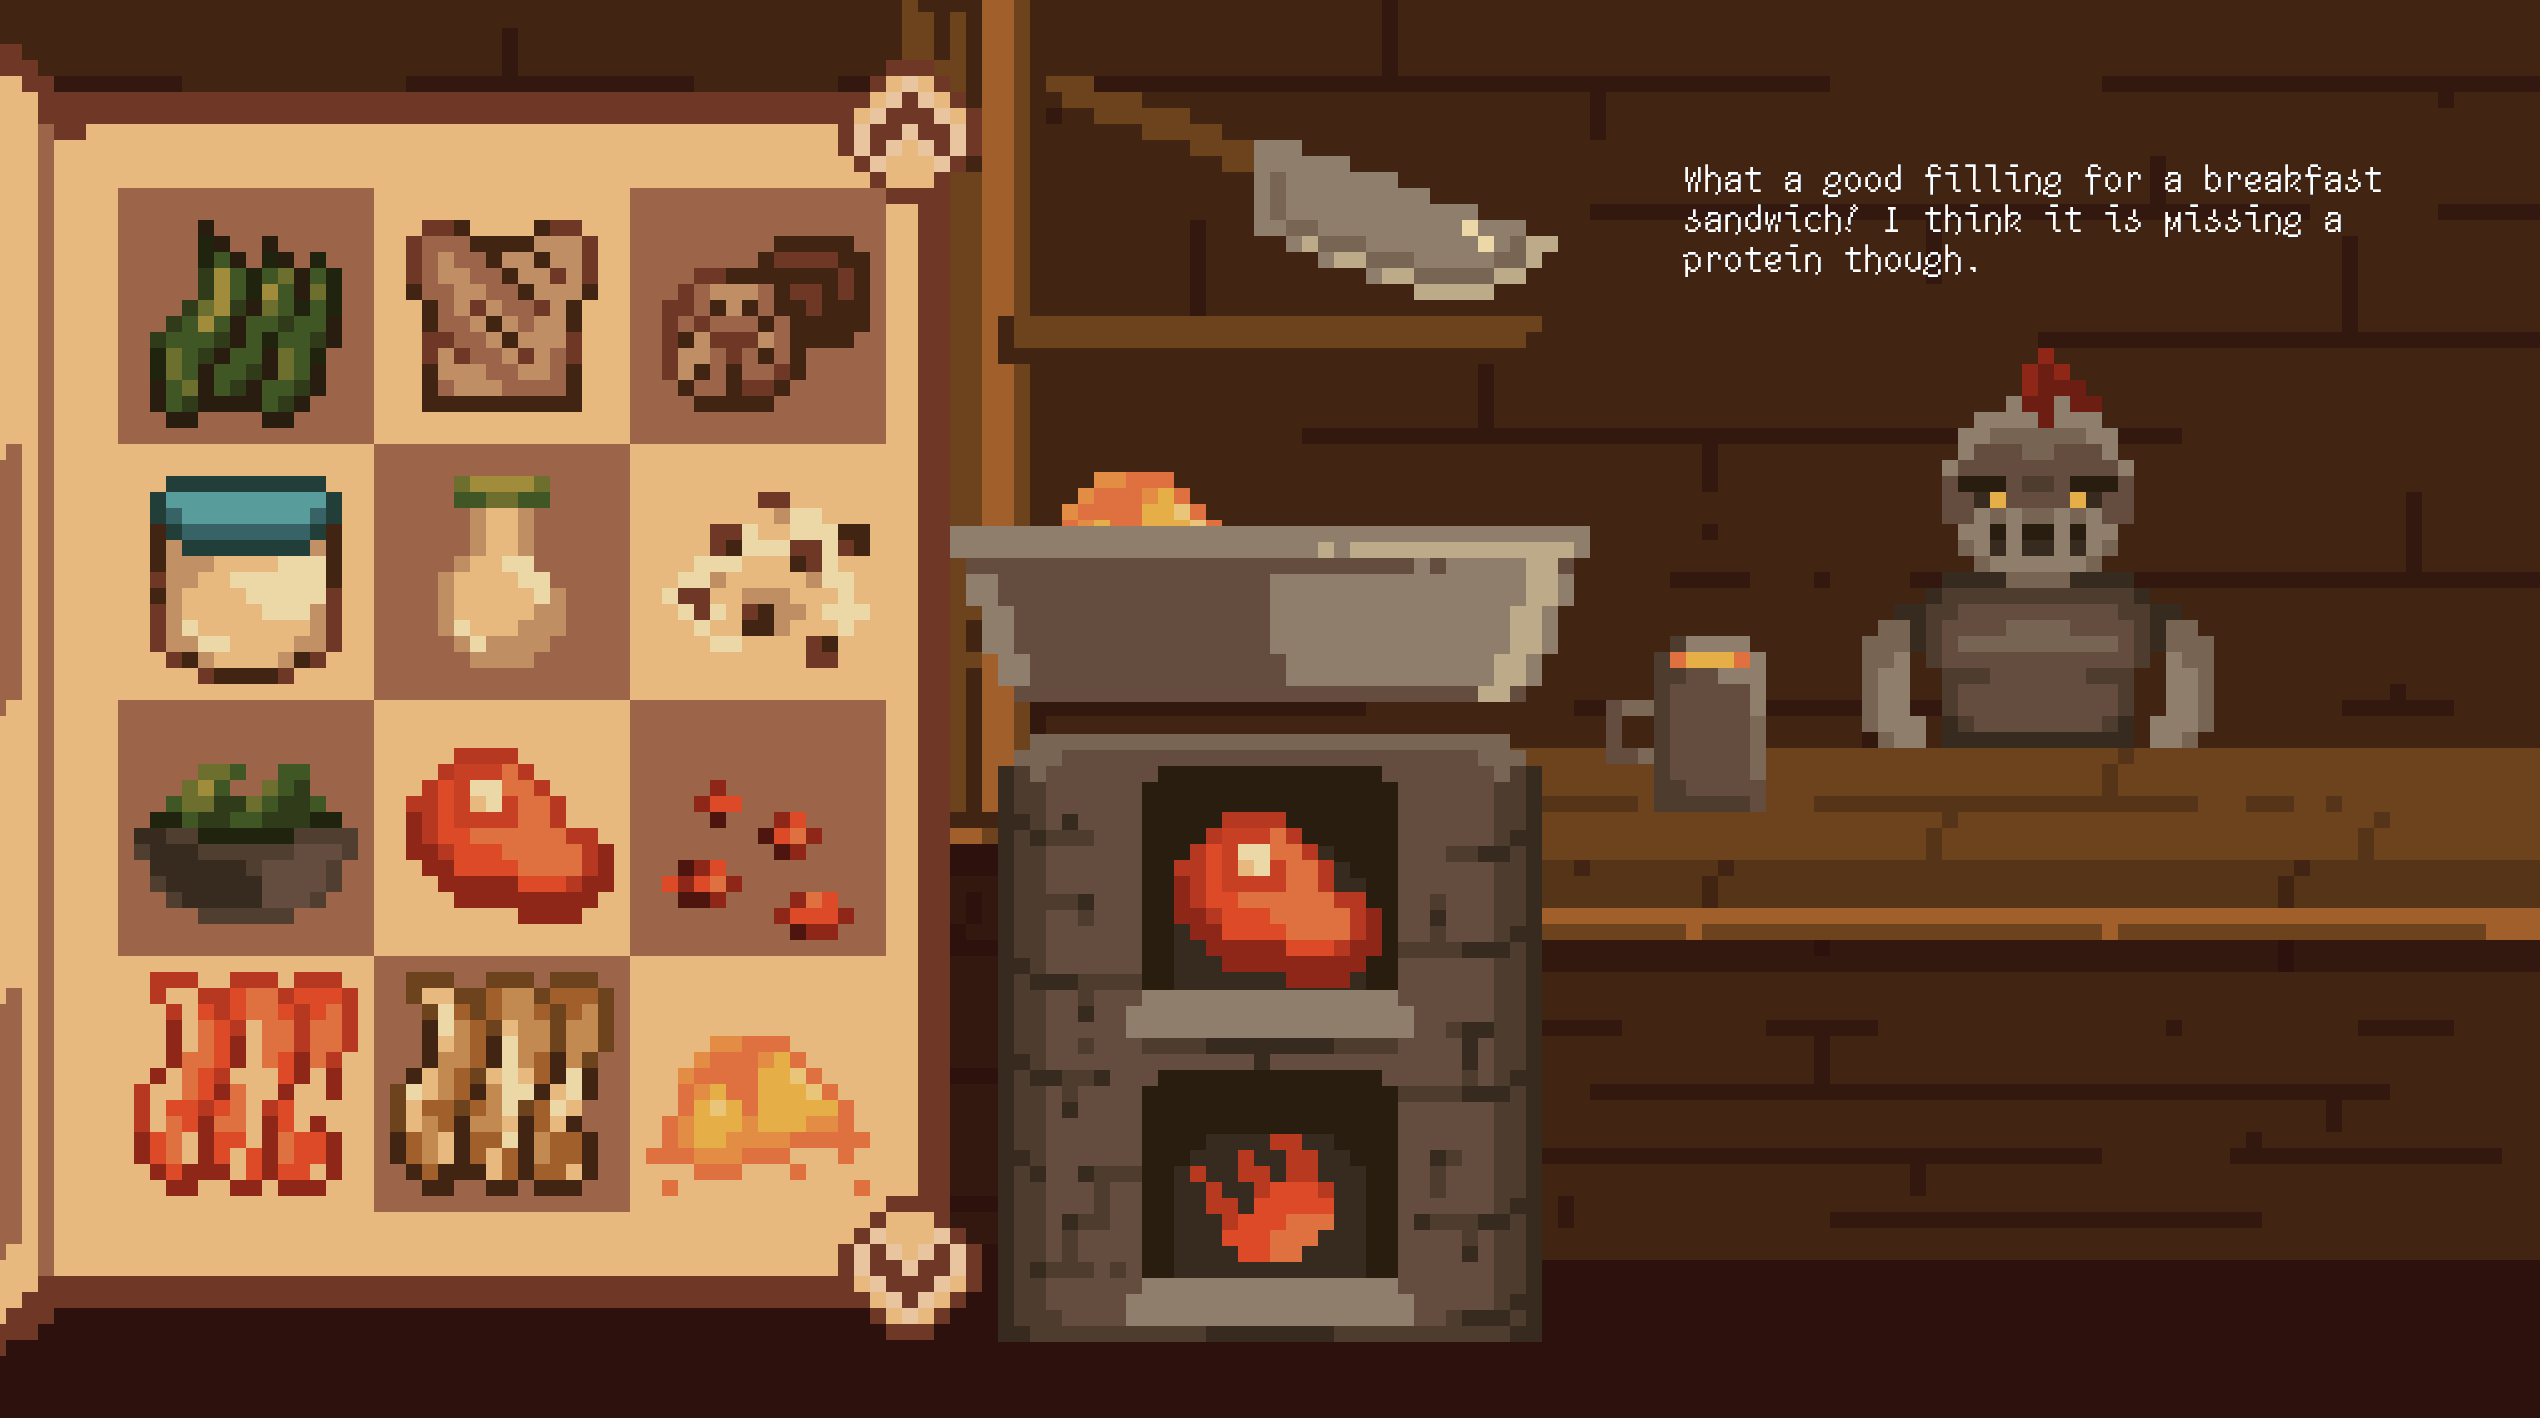 What a good filling for a breakfast
sandwich! I think it is missing a
protein though.